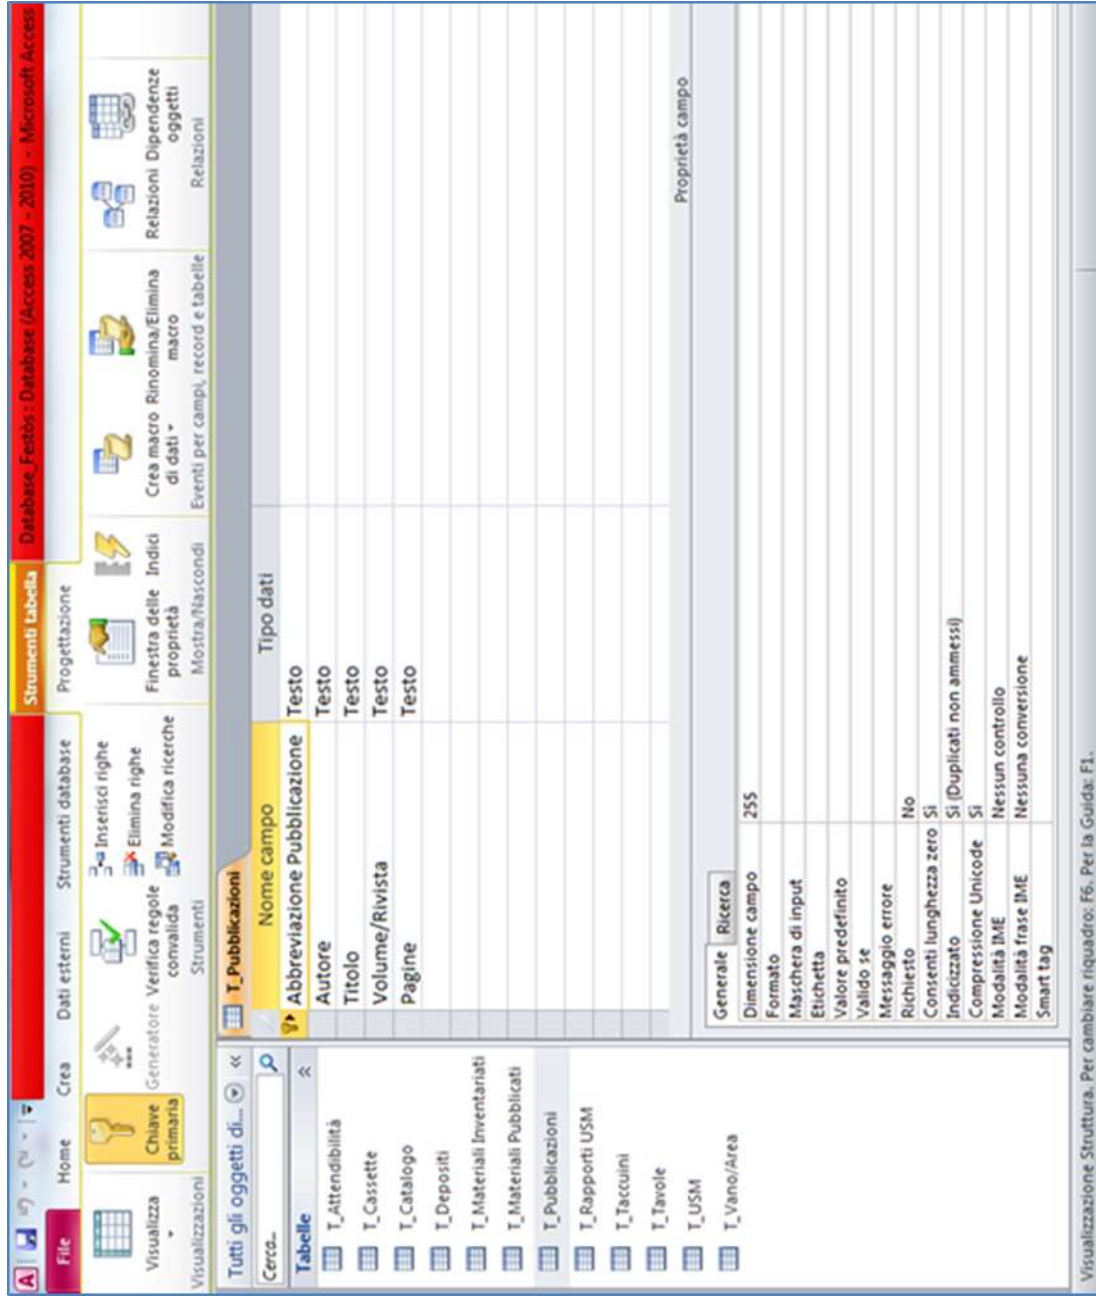 Strumenti tabella
Database_Festòs : Database (Access 2007 - 2010) - Microsoft Access
File
Home
Crea
Dati esterni
Strumenti database
Progettazione
Visualizza
Chiave
primaria
Generatore
Verifica regole
convalida
Inserisci righe
Elimina righe
Modifica ricerche
Finestra delle
proprietà
Indici
Crea macro
di dati
Rinomina/Elimina
macro
Relazioni
Dipendenze
oggetti
Visualizzazioni
Strumenti
Mostra/Nascondi
Eventi per campi, record e tabelle
Relazioni
Tutti gli oggetti di...
Cerca...
Tabelle
T_Attendibilità
T_Cassette
T_Catalogo
T_Depositi
T_Materiali Inventariati
T_Materiali Pubblicati
T_Pubblicazioni
T_Rapporti USM
T_Taccuini
T_Tavole
T_USM
T_Vano/Area
T_Pubblicazioni
Nome campo Tipo dati
Abbreviazione Pubblicazione Testo
Autore Testo
Titolo Testo
Volume/Rivista Testo
Pagine Testo
Proprietà campo
Generale Ricerca
Dimensione campo 255
Formato
Maschera di input
Etichetta
Valore predefinito
Valido se
Messaggio errore
Richiesto No
Consenti lunghezza zero Sì
Indicizzato Sì (Duplicati non ammessi)
Compressione Unicode Sì
Modalità IME Nessun controllo
Modalità frase IME Nessuna conversione
Smart tag
Visualizzazione Struttura. Per cambiare riquadro: F6. Per la Guida: F1.